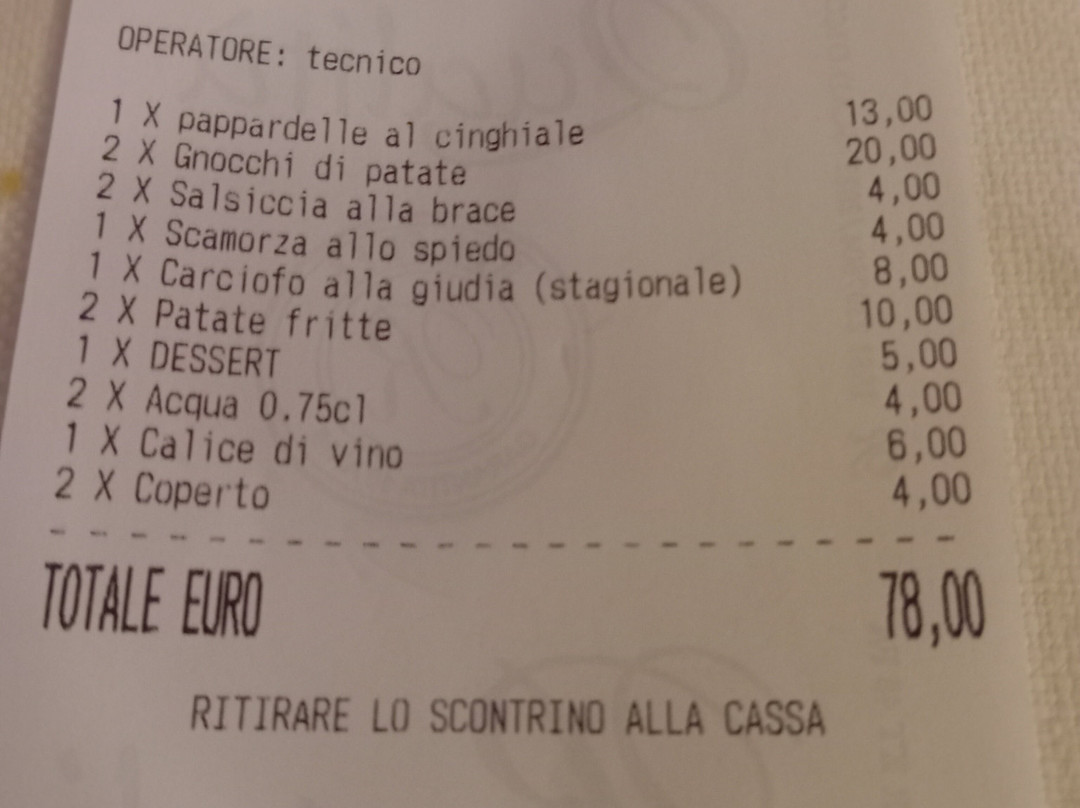 OPERATORE: tecnico
1 X pappardelle al cinghiale 13,00
2 X Gnocchi di patate 20,00
2 X Salsiccia alla brace 4,00
1 X Scamorza allo spiedo 4,00
1 X Carciofo alla giudia (stagionale) 8,00
2 X Patate fritte 10,00
1 X DESSERT 5,00
2 X Acqua 0.75cl 4,00
1 X Calice di vino 6,00
2 X Coperto 4,00
TOTALE EURO 78,00
RITIRARE LO SCONTRINO ALLA CASSA